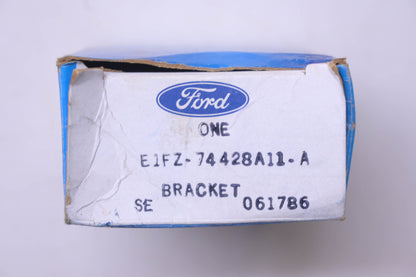 Ford
ONE
E1FZ-74428A11-A
BRACKET
SE 061786